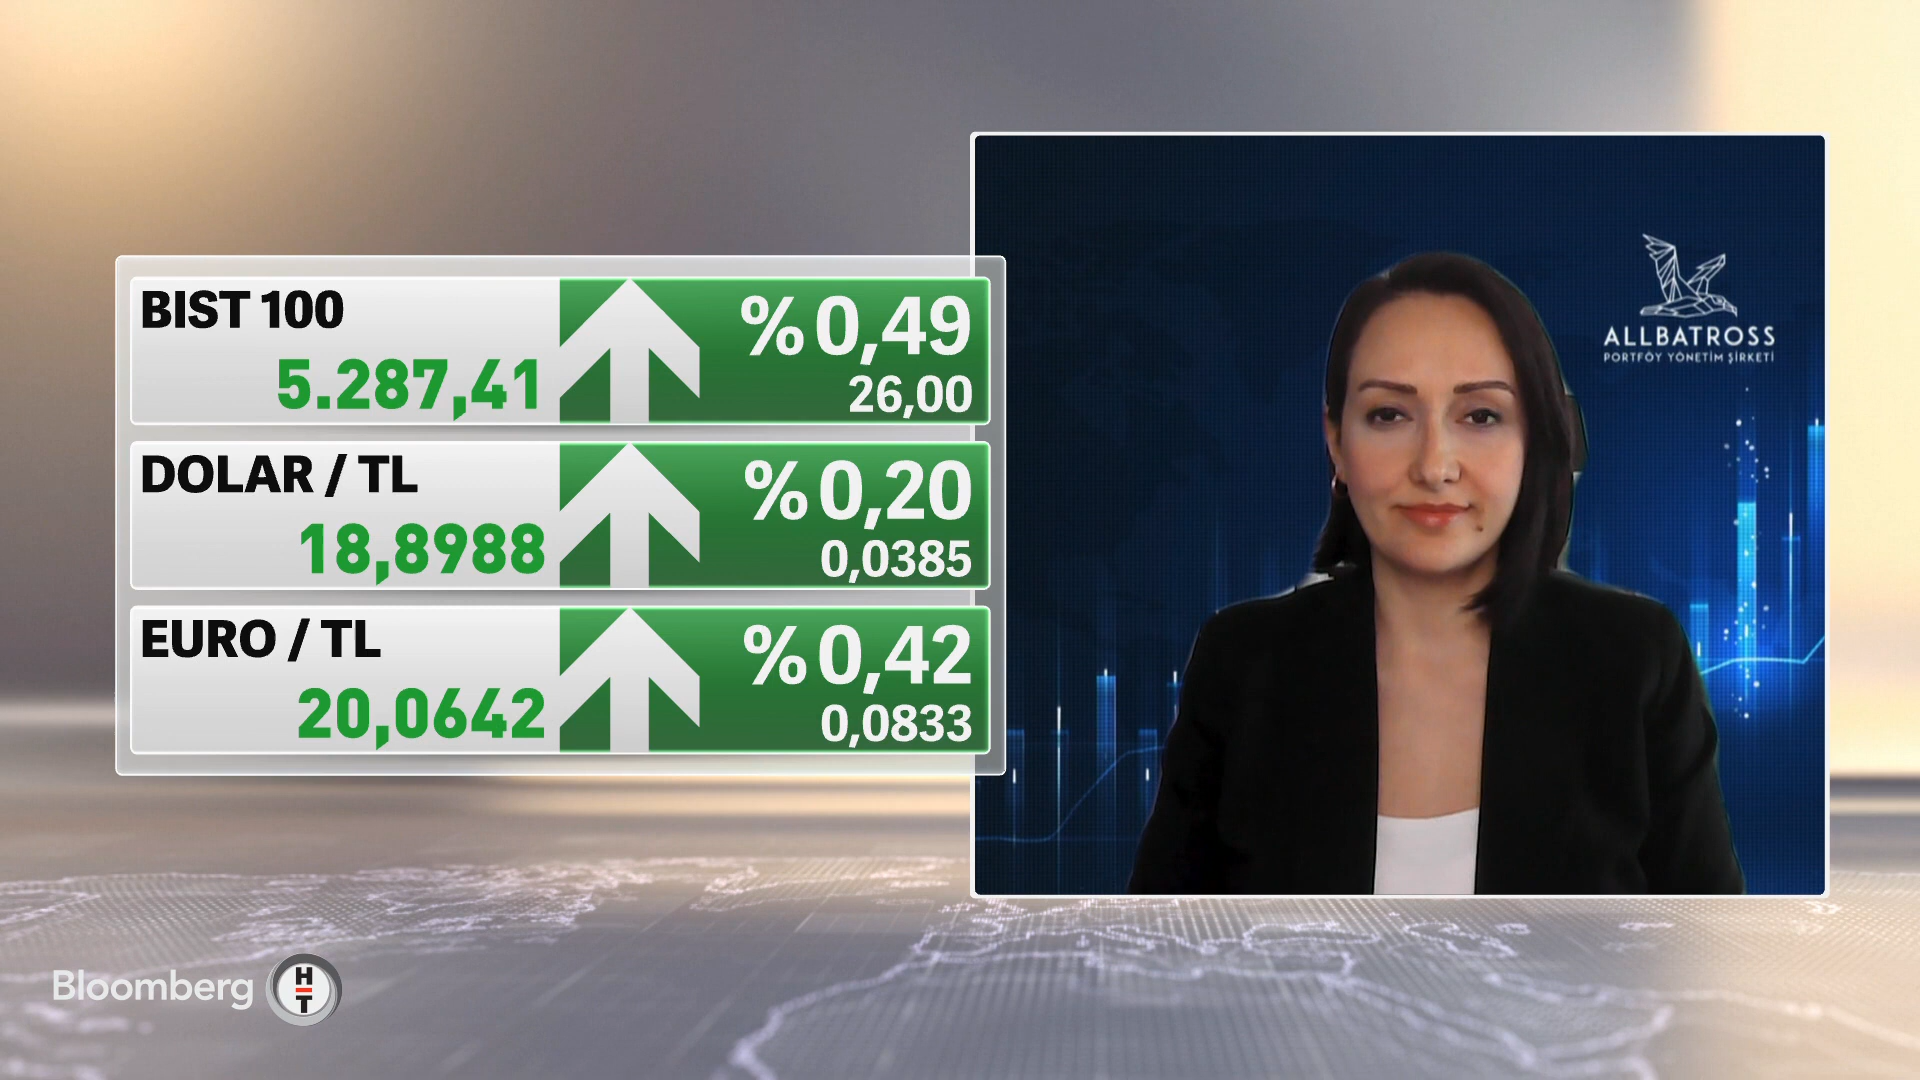 BIST 100
5.287,41
%0,49
26,00
DOLAR / TL
18,8988
%0,20
0,0385
EURO / TL
20,0642
%0,42
0,0833
ALLBATROSS
PORTFÖY YÖNETİM ŞİRKETİ
Bloomberg HT